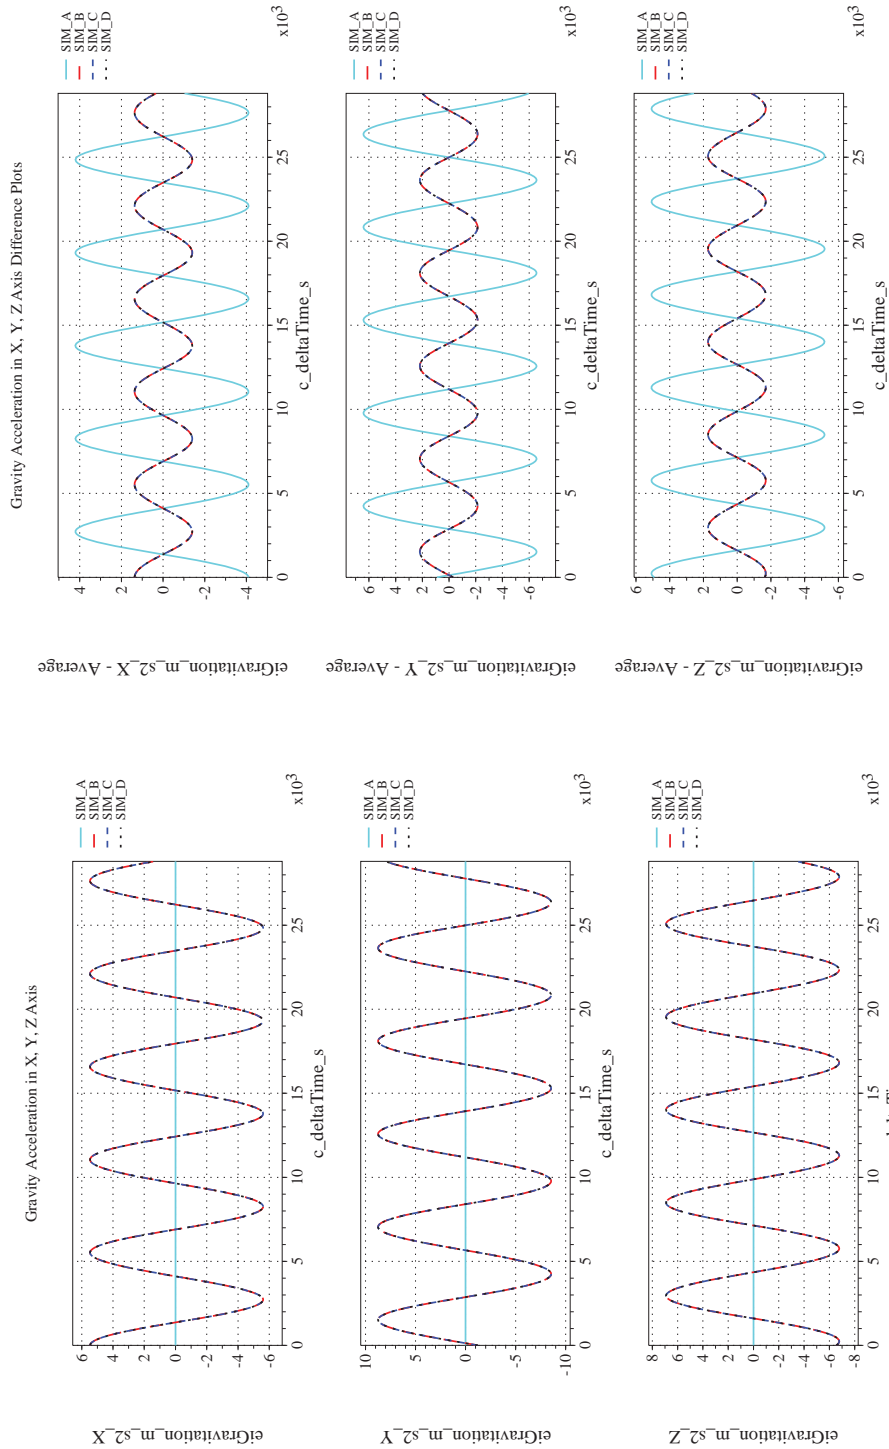 Gravity Acceleration in X, Y, Z Axis
eiGravitation_m_s2_X
6
4
2
0
-2
-4
-6
0 5 10 15 20 25
x10³
c_deltaTime_s
SIM_A
SIM_B
SIM_C
SIM_D
eiGravitation_m_s2_Y
10
5
0
-5
-10
0 5 10 15 20 25
x10³
c_deltaTime_s
SIM_A
SIM_B
SIM_C
SIM_D
eiGravitation_m_s2_Z
8
6
4
2
0
-2
-4
-6
-8
0 5 10 15 20 25
x10³
SIM_A
SIM_B
SIM_C
SIM_D
Gravity Acceleration in X, Y, Z Axis Difference Plots
eiGravitation_m_s2_X - Average
4
2
0
-2
-4
0 5 10 15 20 25
x10³
c_deltaTime_s
SIM_A
SIM_B
SIM_C
SIM_D
eiGravitation_m_s2_Y - Average
6
4
2
0
-2
-4
-6
0 5 10 15 20 25
x10³
c_deltaTime_s
SIM_A
SIM_B
SIM_C
SIM_D
eiGravitation_m_s2_Z - Average
6
4
2
0
-2
-4
-6
0 5 10 15 20 25
x10³
c_deltaTime_s
SIM_A
SIM_B
SIM_C
SIM_D